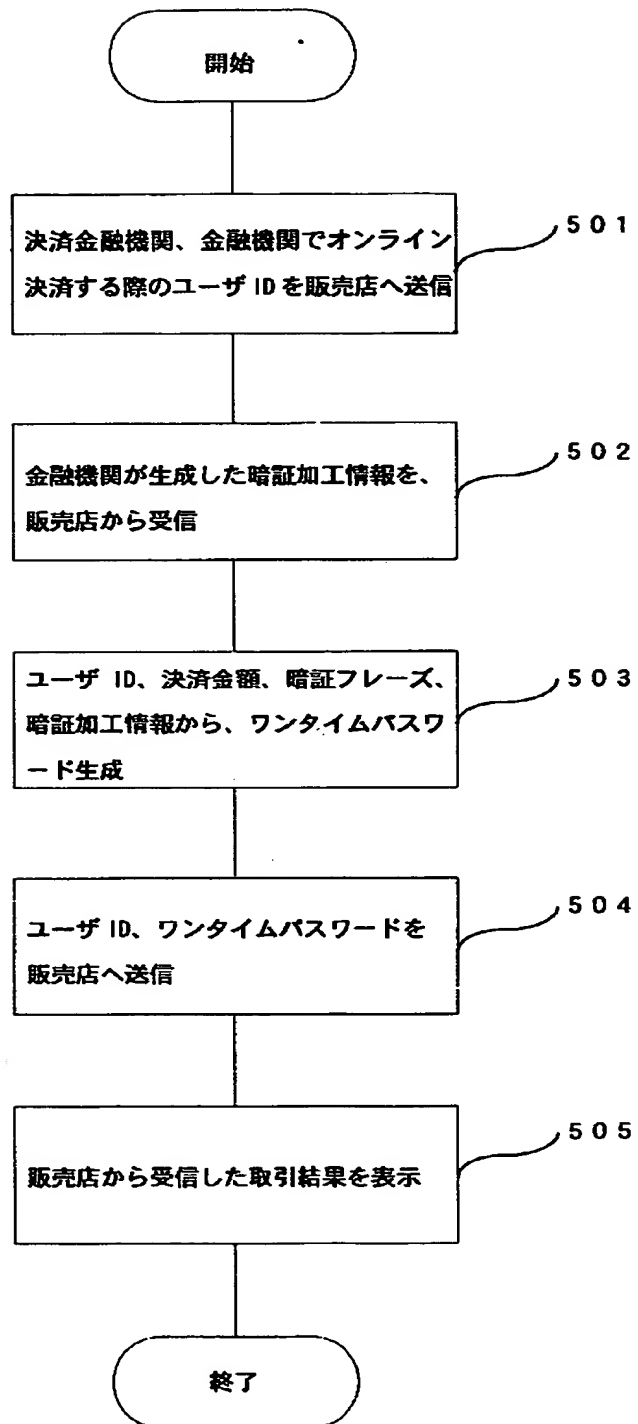 開始
決済金融機関、金融機関でオンライン
決済する際のユーザIDを販売店へ送信
501
金融機関が生成した暗証加工情報を、
販売店から受信
502
ユーザ ID、決済金額、暗証フレーズ、
暗証加工情報から、ワンタイムパスワ
ード生成
503
ユーザ ID、ワンタイムパスワードを
販売店へ送信
504
販売店から受信した取引結果を表示
505
終了